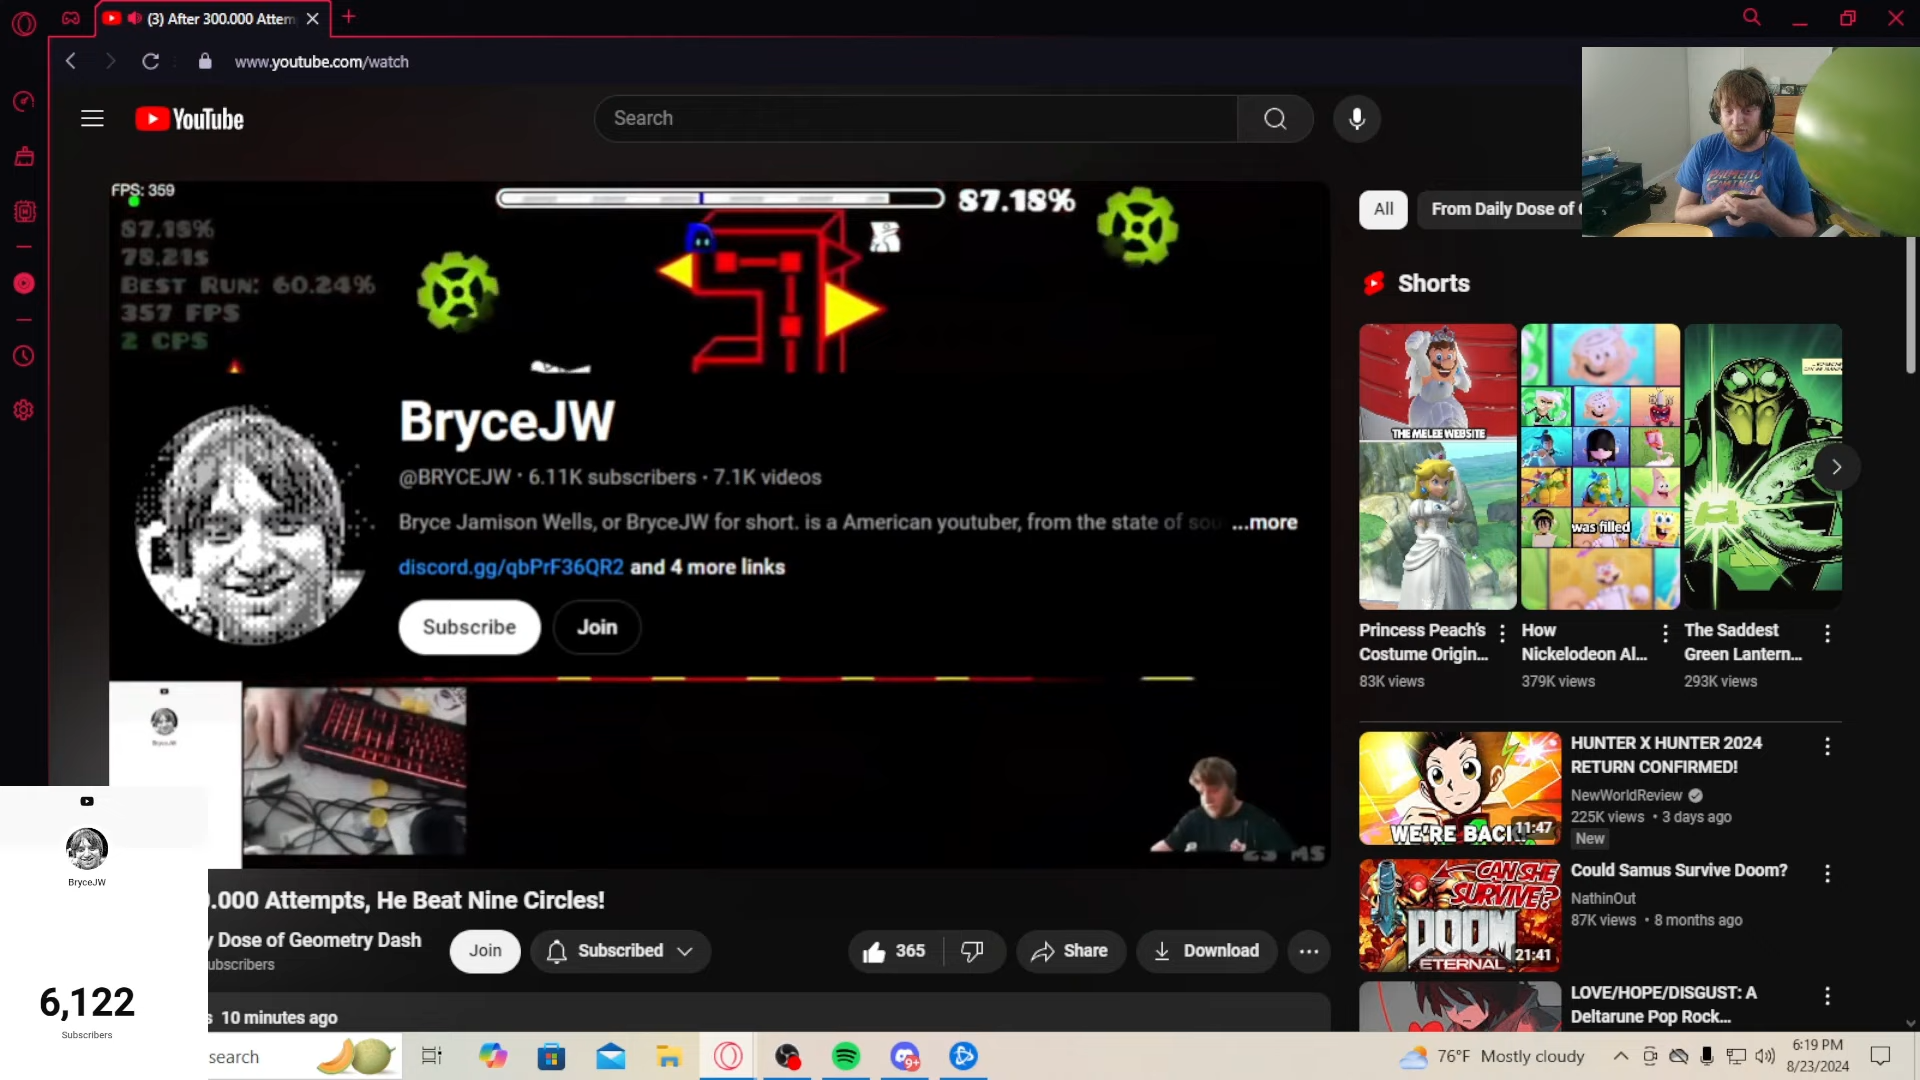 (3) After 300.000 Attem
www.youtube.com/watch
YouTube
Search
FPS: 359
87.18%
87.18%
78.21s
Best Run: 60.24%
357 FPS
2 CPS
BryceJW
@BRYCEJW · 6.11K subscribers · 7.1K videos
Bryce Jamison Wells, or BryceJW for short. is a American youtuber, from the state of sou ...more
discord.gg/qbPrF36QR2 and 4 more links
Subscribe
Join
23 MS
.000 Attempts, He Beat Nine Circles!
y Dose of Geometry Dash
ubscribers
Join
Subscribed
365
Share
Download
s 10 minutes ago
BryceJW
6,122
Subscribers
All
From Daily Dose of
Shorts
THE MELEE WEBSITE
was filled
Princess Peach's
Costume Origin...
83K views
How
Nickelodeon Al...
379K views
The Saddest
Green Lantern...
293K views
WE'RE BACK!
11:47
HUNTER X HUNTER 2024
RETURN CONFIRMED!
NewWorldReview
225K views • 3 days ago
New
CAN SHE
SURVIVE?
DOOM
ETERNAL
21:41
Could Samus Survive Doom?
NathinOut
87K views • 8 months ago
LOVE/HOPE/DISGUST: A
Deltarune Pop Rock...
search
9+
76°F Mostly cloudy
6:19 PM
8/23/2024